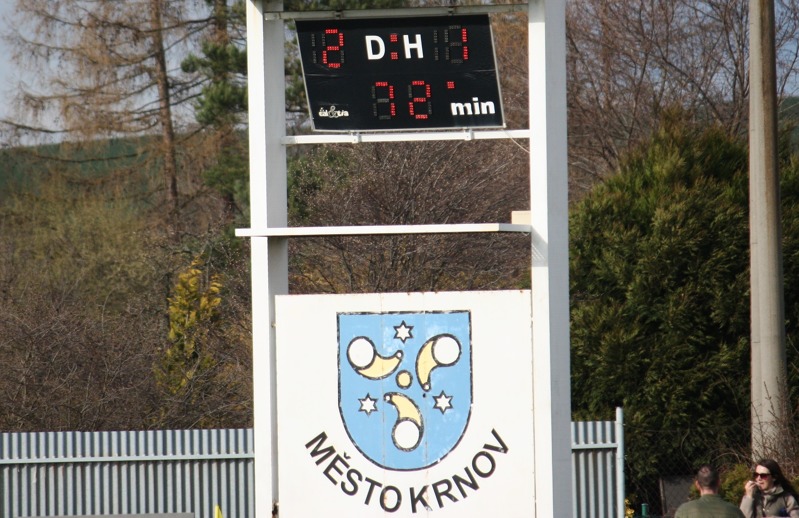 2 D:H 1
72 min
MĚSTO KRNOV